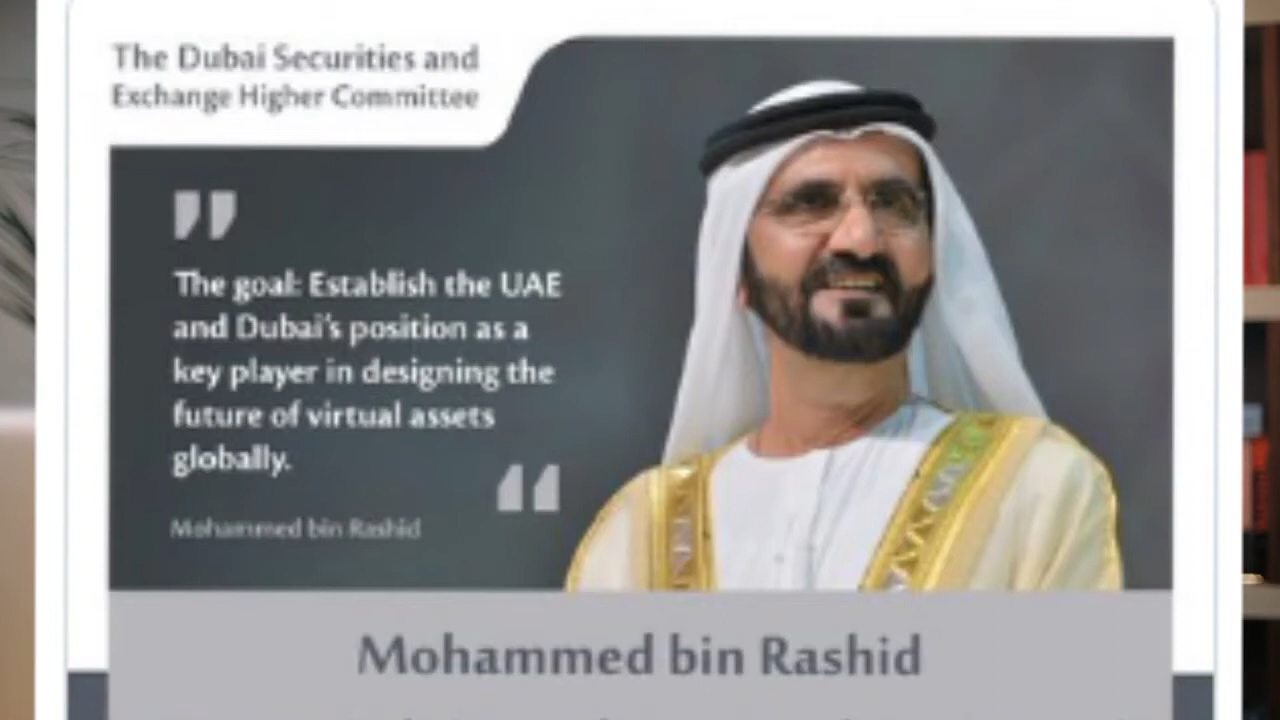 The Dubai Securities and
Exchange Higher Committee
"
The goal: Establish the UAE
and Dubai's position as a
key player in designing the
future of virtual assets
globally.
"
Mohammed bin Rashid
Mohammed bin Rashid